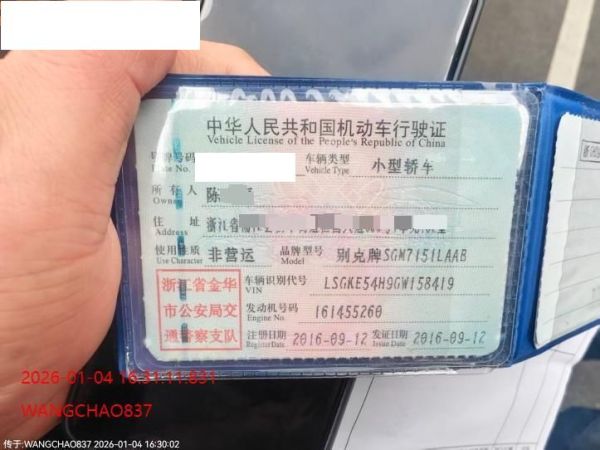 中华人民共和国机动车行驶证
Vehicle License of the People's Republic of China
号牌号码 车辆类型 小型轿车
Plate No. Vehicle Type
所有人 陈
Owner
住 址 浙江省
Address
使用性质 非营运 品牌型号 别克牌SGM7151LAAB
Use Character Model
浙江省金华 车辆识别代号 LSGKE54H9GW158419
VIN
市公安局交 发动机号码 161455260
Engine No.
通警察支队 注册日期 2016-09-12 发证日期 2016-09-12
Register Date Issue Date
2026-01-04 16:31:11.831
WANGCHAO837
传于:WANGCHAO837 2026-01-04 16:30:02